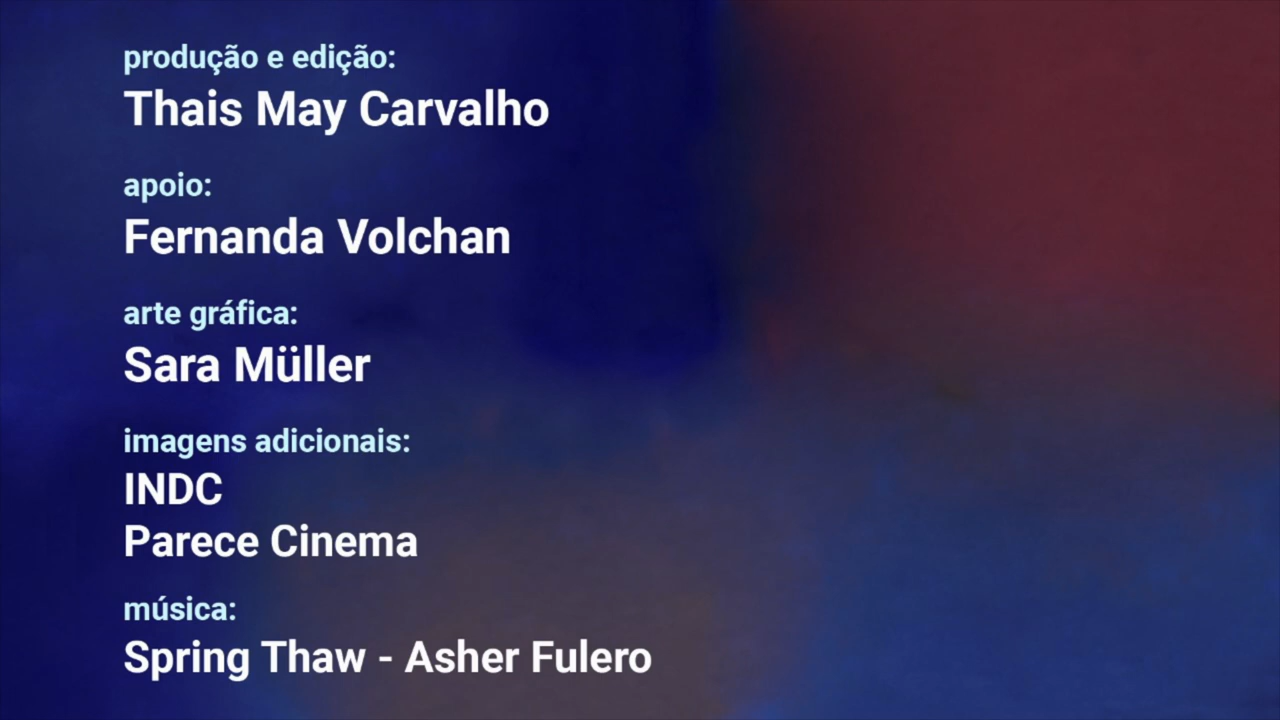 produção e edição:
Thais May Carvalho
apoio:
Fernanda Volchan
arte gráfica:
Sara Müller
imagens adicionais:
INDC
Parece Cinema
música:
Spring Thaw - Asher Fulero